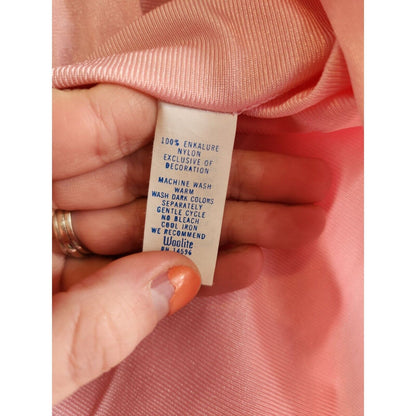 100% ENKALURE
NYLON
EXCLUSIVE OF
DECORATION
MACHINE WASH
WARM
WASH DARK COLORS
SEPARATELY
GENTLE CYCLE
NO BLEACH
COOL IRON
WE RECOMMEND
Woolite
RN 14596